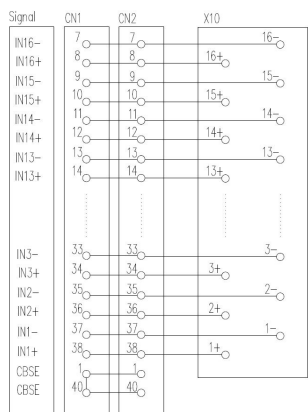 Signal CN1 CN2 X10
IN16- 7 7 16-
IN16+ 8 8 16+
IN15- 9 9 15-
IN15+ 10 10 15+
IN14- 11 11 14-
IN14+ 12 12 14+
IN13- 13 13 13-
IN13+ 14 14 13+
IN3- 33 33 3-
IN3+ 34 34 3+
IN2- 35 35 2-
IN2+ 36 36 2+
IN1- 37 37 1-
IN1+ 38 38 1+
CBSE 1 1
CBSE 40 40